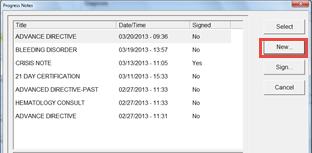 Progress Notes
Title Date/Time Signed
ADVANCE DIRECTIVE 03/20/2013 - 09:36 No
BLEEDING DISORDER 03/19/2013 - 13:57 No
CRISIS NOTE 03/13/2013 - 11:05 Yes
21 DAY CERTIFICATION 03/11/2013 - 15:33 No
ADVANCED DIRECTIVE-PAST 02/27/2013 - 11:33 No
HEMATOLOGY CONSULT 02/27/2013 - 11:33 No
ADVANCE DIRECTIVE 02/27/2013 - 11:31 No
Select
New...
Sign...
Cancel